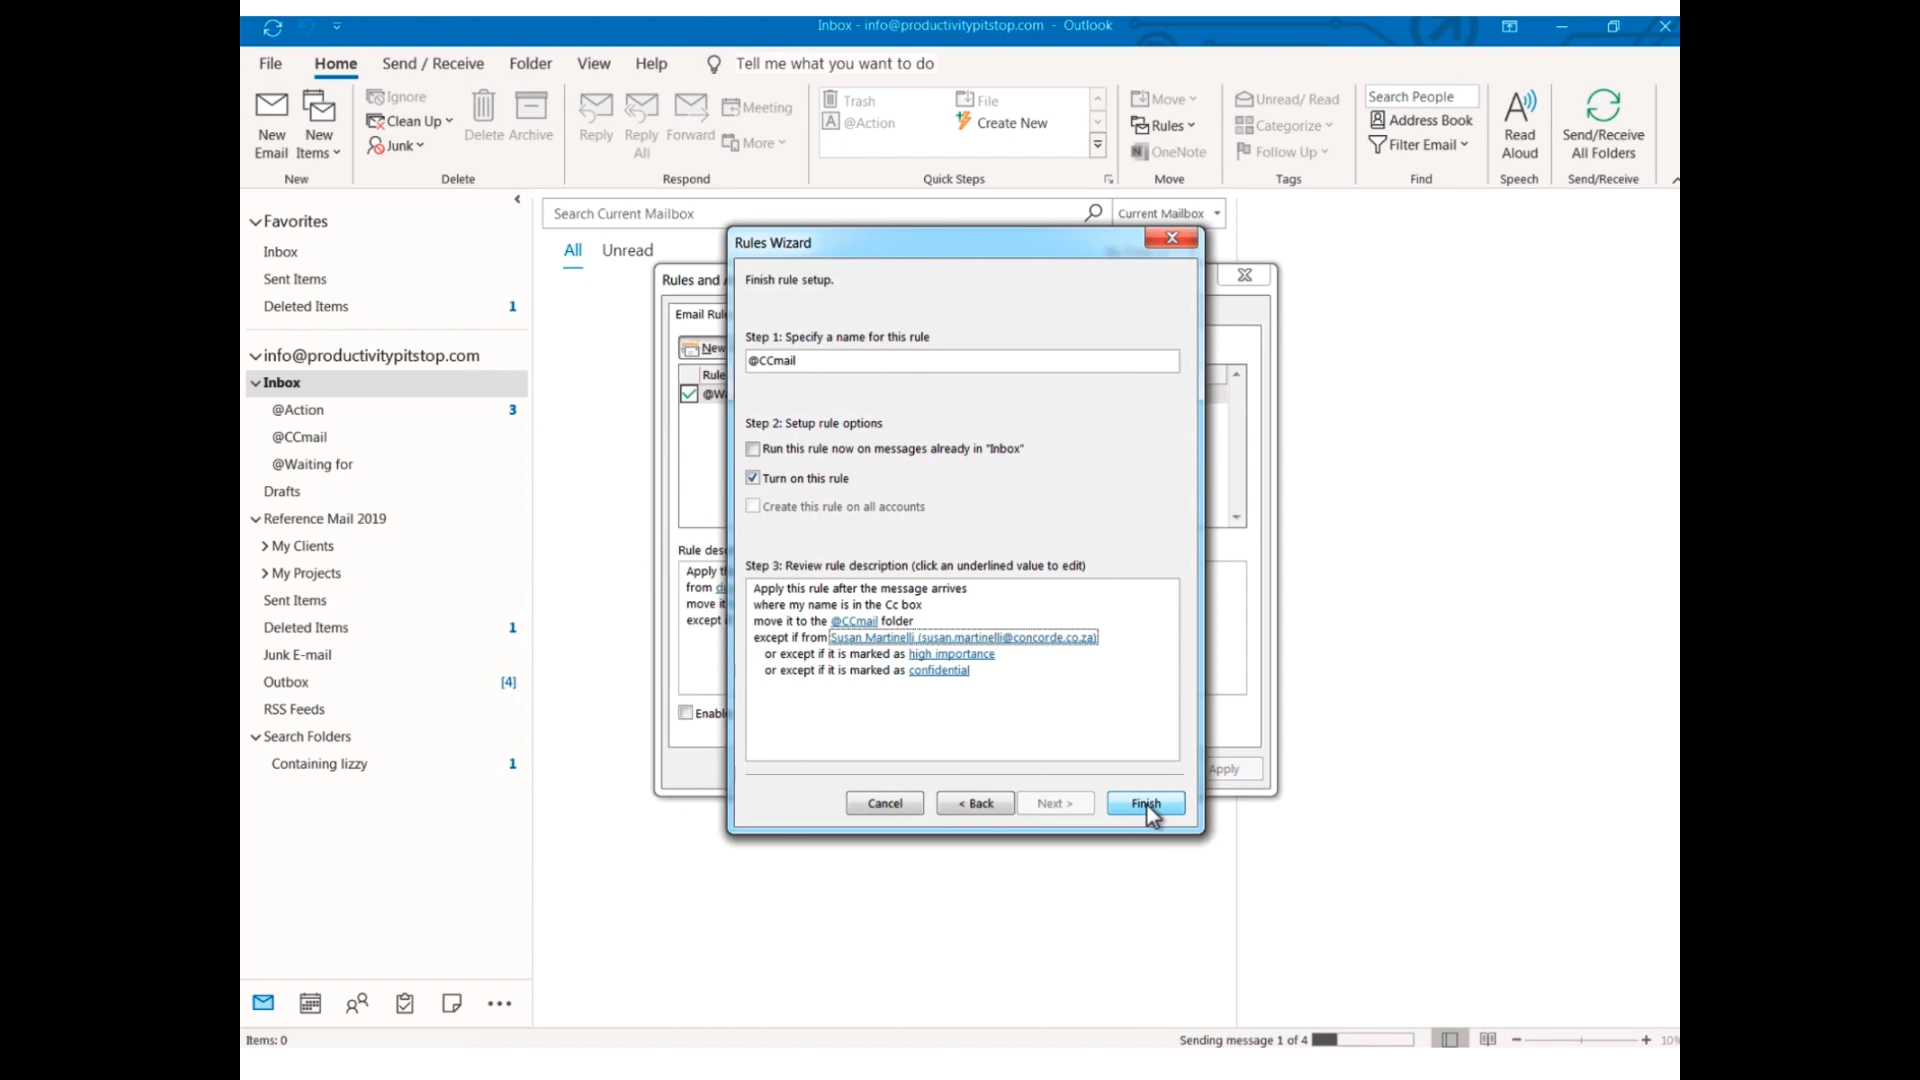 Inbox - info@productivitypitstop.com - Outlook
File Home Send / Receive Folder View Help Tell me what you want to do
New Email
New Items
New
Ignore
Clean Up
Junk
Delete
Archive
Delete
Reply
Reply All
Forward
Meeting
More
Respond
Trash
File
@Action
Create New
Quick Steps
Move
Rules
OneNote
Move
Unread/ Read
Categorize
Follow Up
Tags
Search People
Address Book
Filter Email
Find
Read Aloud
Speech
Send/Receive All Folders
Send/Receive
Favorites
Inbox
Sent Items
Deleted Items 1
info@productivitypitstop.com
Inbox
@Action 3
@CCmail
@Waiting for
Drafts
Reference Mail 2019
My Clients
My Projects
Sent Items
Deleted Items 1
Junk E-mail
Outbox [4]
RSS Feeds
Search Folders
Containing lizzy 1
Search Current Mailbox
Current Mailbox
All Unread
Rules and
Email Rul
New
Rule
@Wa
Rule desc
Apply th
from
move it
except i
Enabl
Apply
Rules Wizard
Finish rule setup.
Step 1: Specify a name for this rule
@CCmail
Step 2: Setup rule options
Run this rule now on messages already in "Inbox"
Turn on this rule
Create this rule on all accounts
Step 3: Review rule description (click an underlined value to edit)
Apply this rule after the message arrives
where my name is in the Cc box
move it to the @CCmail folder
except if from Susan Martinelli (susan.martinelli@concorde.co.za)
or except if it is marked as high importance
or except if it is marked as confidential
Cancel
< Back
Next >
Finish
Items: 0
Sending message 1 of 4